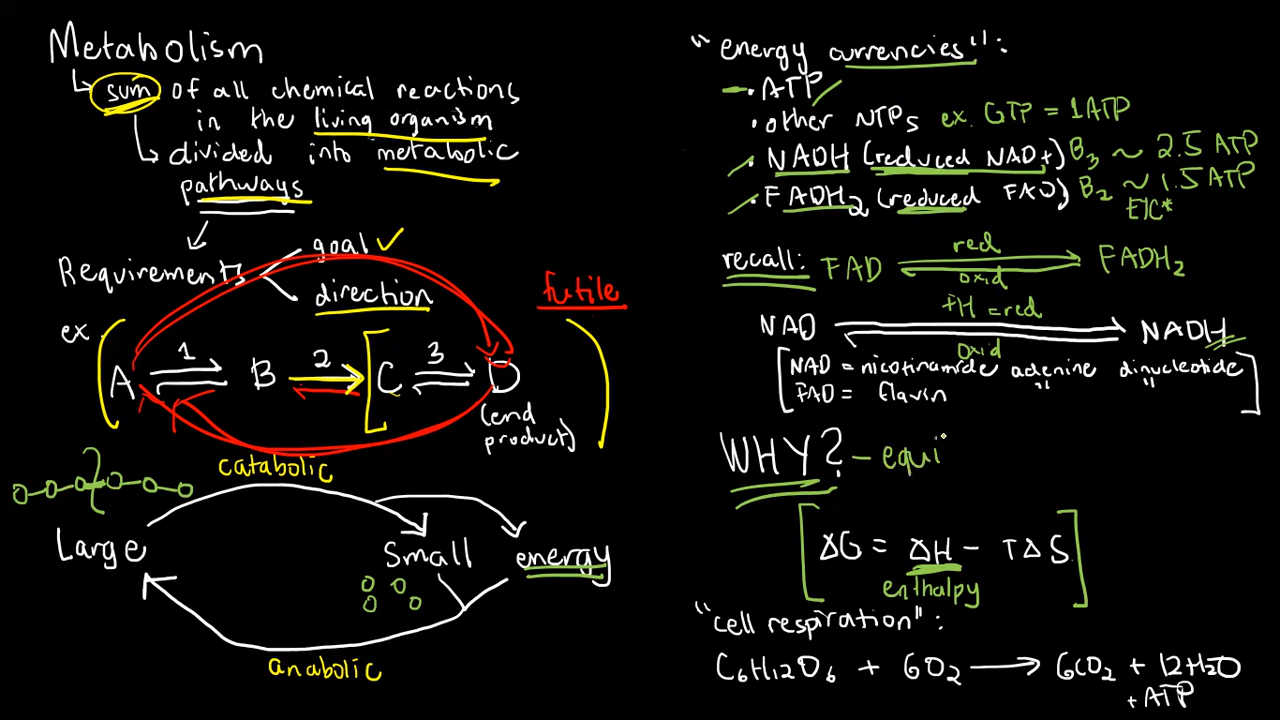 Metabolism
↳ sum of all chemical reactions
in the living organism
↳ divided into metabolic
pathways
Requirements
goal ✓
direction
futile
ex
A 1 B 2 C 3 D
(end
product)
catabolic
Large
Small
energy
anabolic
"energy currencies":
• ATP
• other NTPs ex. GTP = 1ATP
• NADH (reduced NAD+) B3 ~ 2.5 ATP
• FADH2 (reduced FAD) B2 ~ 1.5 ATP
ETC*
recall: FAD red FADH2
oxid
+H = red
NAD NADH
oxid
[NAD = nicotinamide adenine dinucleotide
FAD = flavin " "]
WHY? – equi
[ΔG = ΔH – TΔS]
enthalpy
"cell respiration":
C6H12O6 + 6O2 → 6CO2 + 12H2O
+ ATP